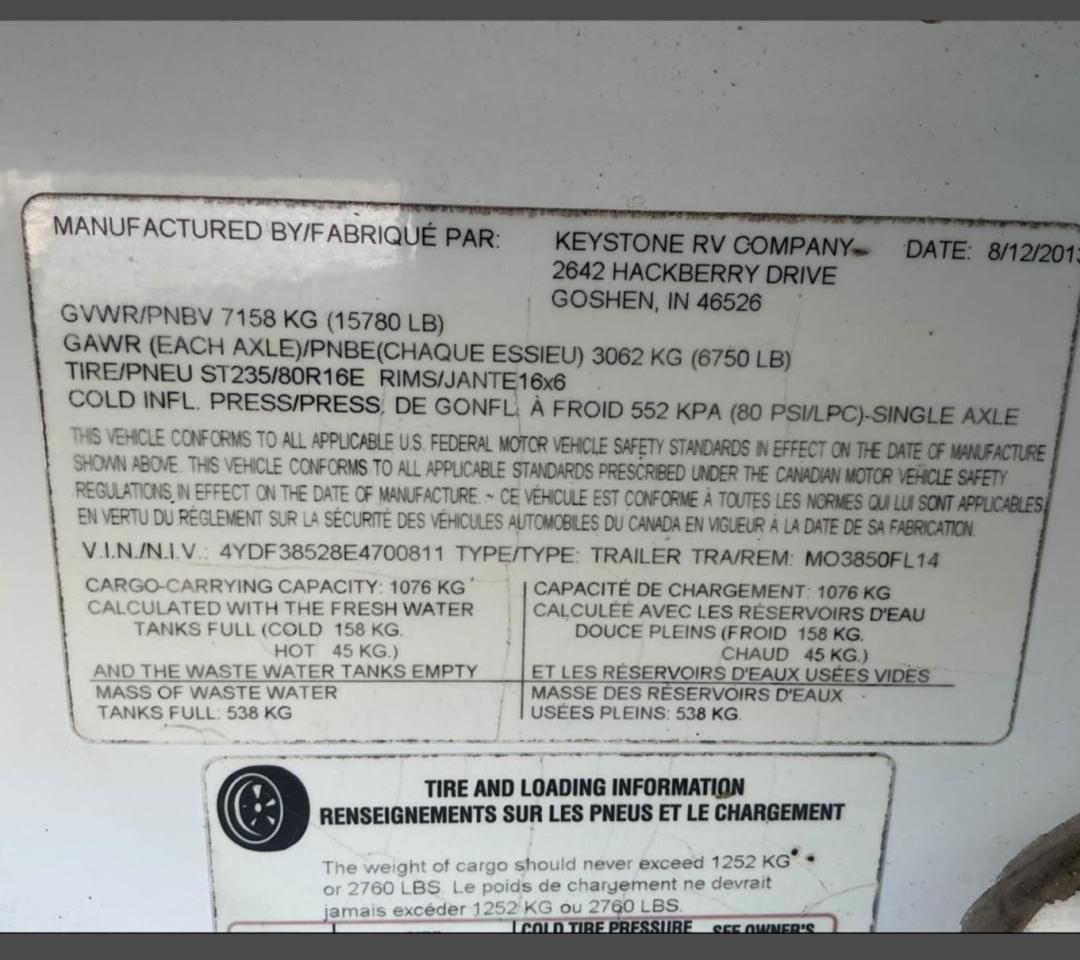 MANUFACTURED BY/FABRIQUÉ PAR: KEYSTONE RV COMPANY DATE: 8/12/2013
2642 HACKBERRY DRIVE
GOSHEN, IN 46526
GVWR/PNBV 7158 KG (15780 LB)
GAWR (EACH AXLE)/PNBE(CHAQUE ESSIEU) 3062 KG (6750 LB)
TIRE/PNEU ST235/80R16E RIMS/JANTE16x6
COLD INFL. PRESS/PRESS. DE GONFL. À FROID 552 KPA (80 PSI/LPC)-SINGLE AXLE
THIS VEHICLE CONFORMS TO ALL APPLICABLE U.S. FEDERAL MOTOR VEHICLE SAFETY STANDARDS IN EFFECT ON THE DATE OF MANUFACTURE
SHOWN ABOVE. THIS VEHICLE CONFORMS TO ALL APPLICABLE STANDARDS PRESCRIBED UNDER THE CANADIAN MOTOR VEHICLE SAFETY
REGULATIONS IN EFFECT ON THE DATE OF MANUFACTURE. ~ CE VÉHICULE EST CONFORME À TOUTES LES NORMES QUI LUI SONT APPLICABLES
EN VERTU DU RÈGLEMENT SUR LA SÉCURITÉ DES VÉHICULES AUTOMOBILES DU CANADA EN VIGUEUR À LA DATE DE SA FABRICATION.
V.I.N./N.I.V.: 4YDF38528E4700811 TYPE/TYPE: TRAILER TRA/REM: MO3850FL14
CARGO-CARRYING CAPACITY: 1076 KG
CALCULATED WITH THE FRESH WATER
TANKS FULL (COLD 158 KG.
HOT 45 KG.)
AND THE WASTE WATER TANKS EMPTY
MASS OF WASTE WATER
TANKS FULL: 538 KG
CAPACITÉ DE CHARGEMENT: 1076 KG
CALCULÉE AVEC LES RÉSERVOIRS D'EAU
DOUCE PLEINS (FROID 158 KG.
CHAUD 45 KG.)
ET LES RÉSERVOIRS D'EAUX USÉES VIDES
MASSE DES RÉSERVOIRS D'EAUX
USÉES PLEINS: 538 KG.
TIRE AND LOADING INFORMATION
RENSEIGNEMENTS SUR LES PNEUS ET LE CHARGEMENT
The weight of cargo should never exceed 1252 KG
or 2760 LBS. Le poids de chargement ne devrait
jamais excéder 1252 KG ou 2760 LBS.
COLD TIRE PRESSURE SEE OWNER'S